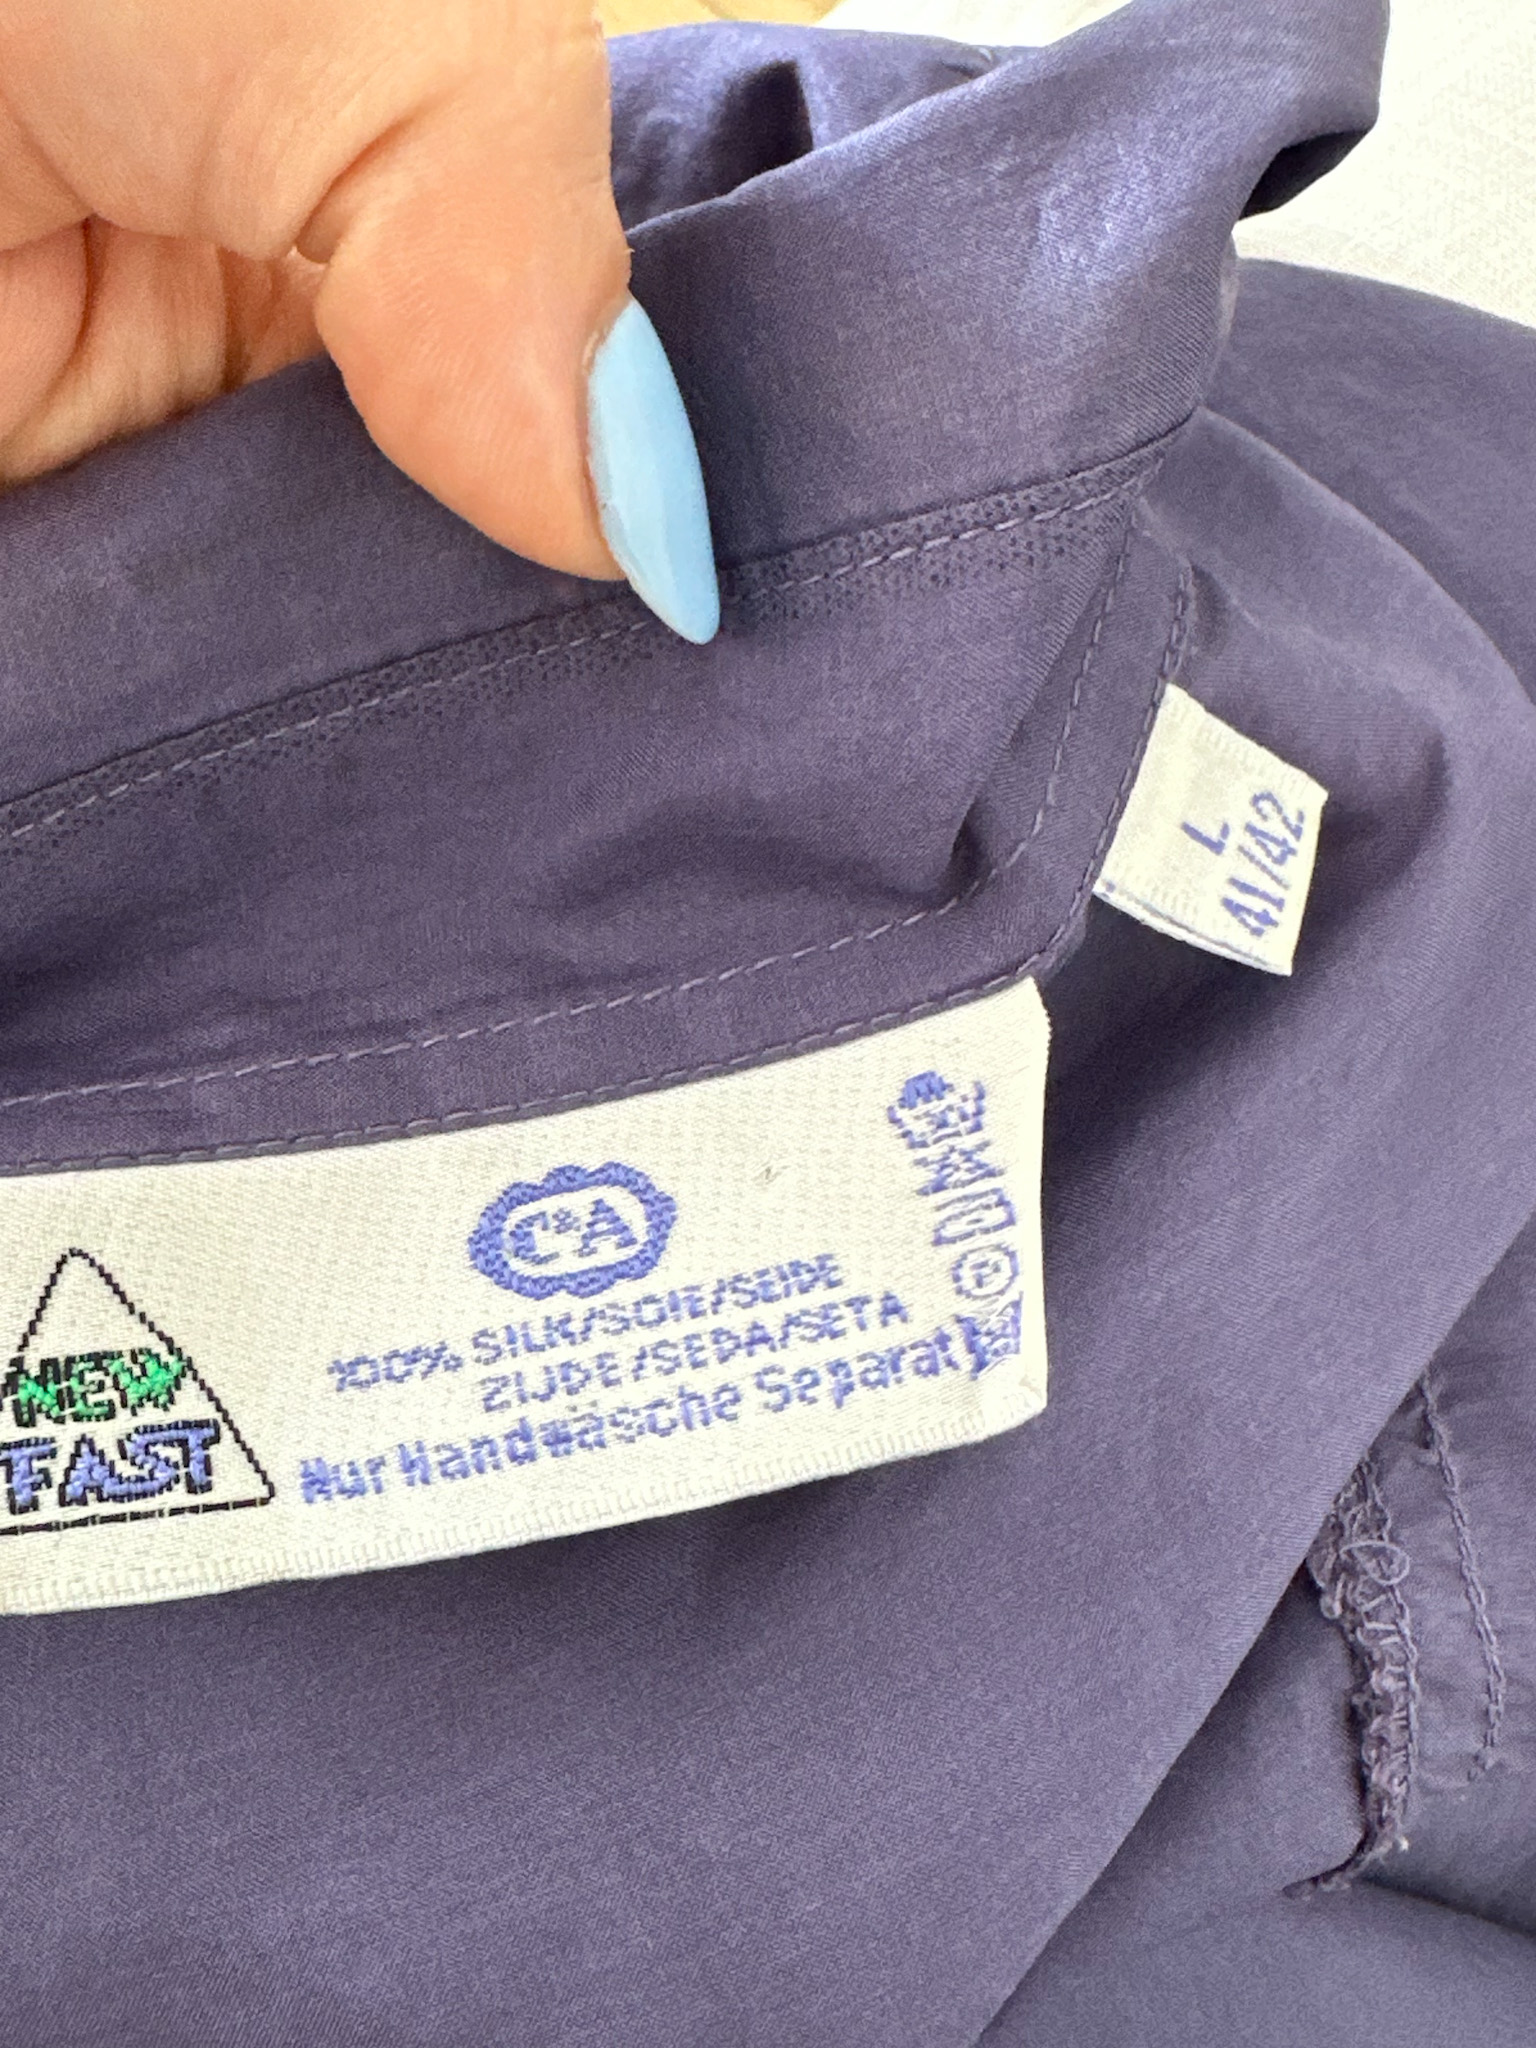 L
41/42
C&A
100% SILK/SOIE/SEIDE
ZIJDE/SEDA/SETA
Nur Handwäsche Separat
NEW
FAST